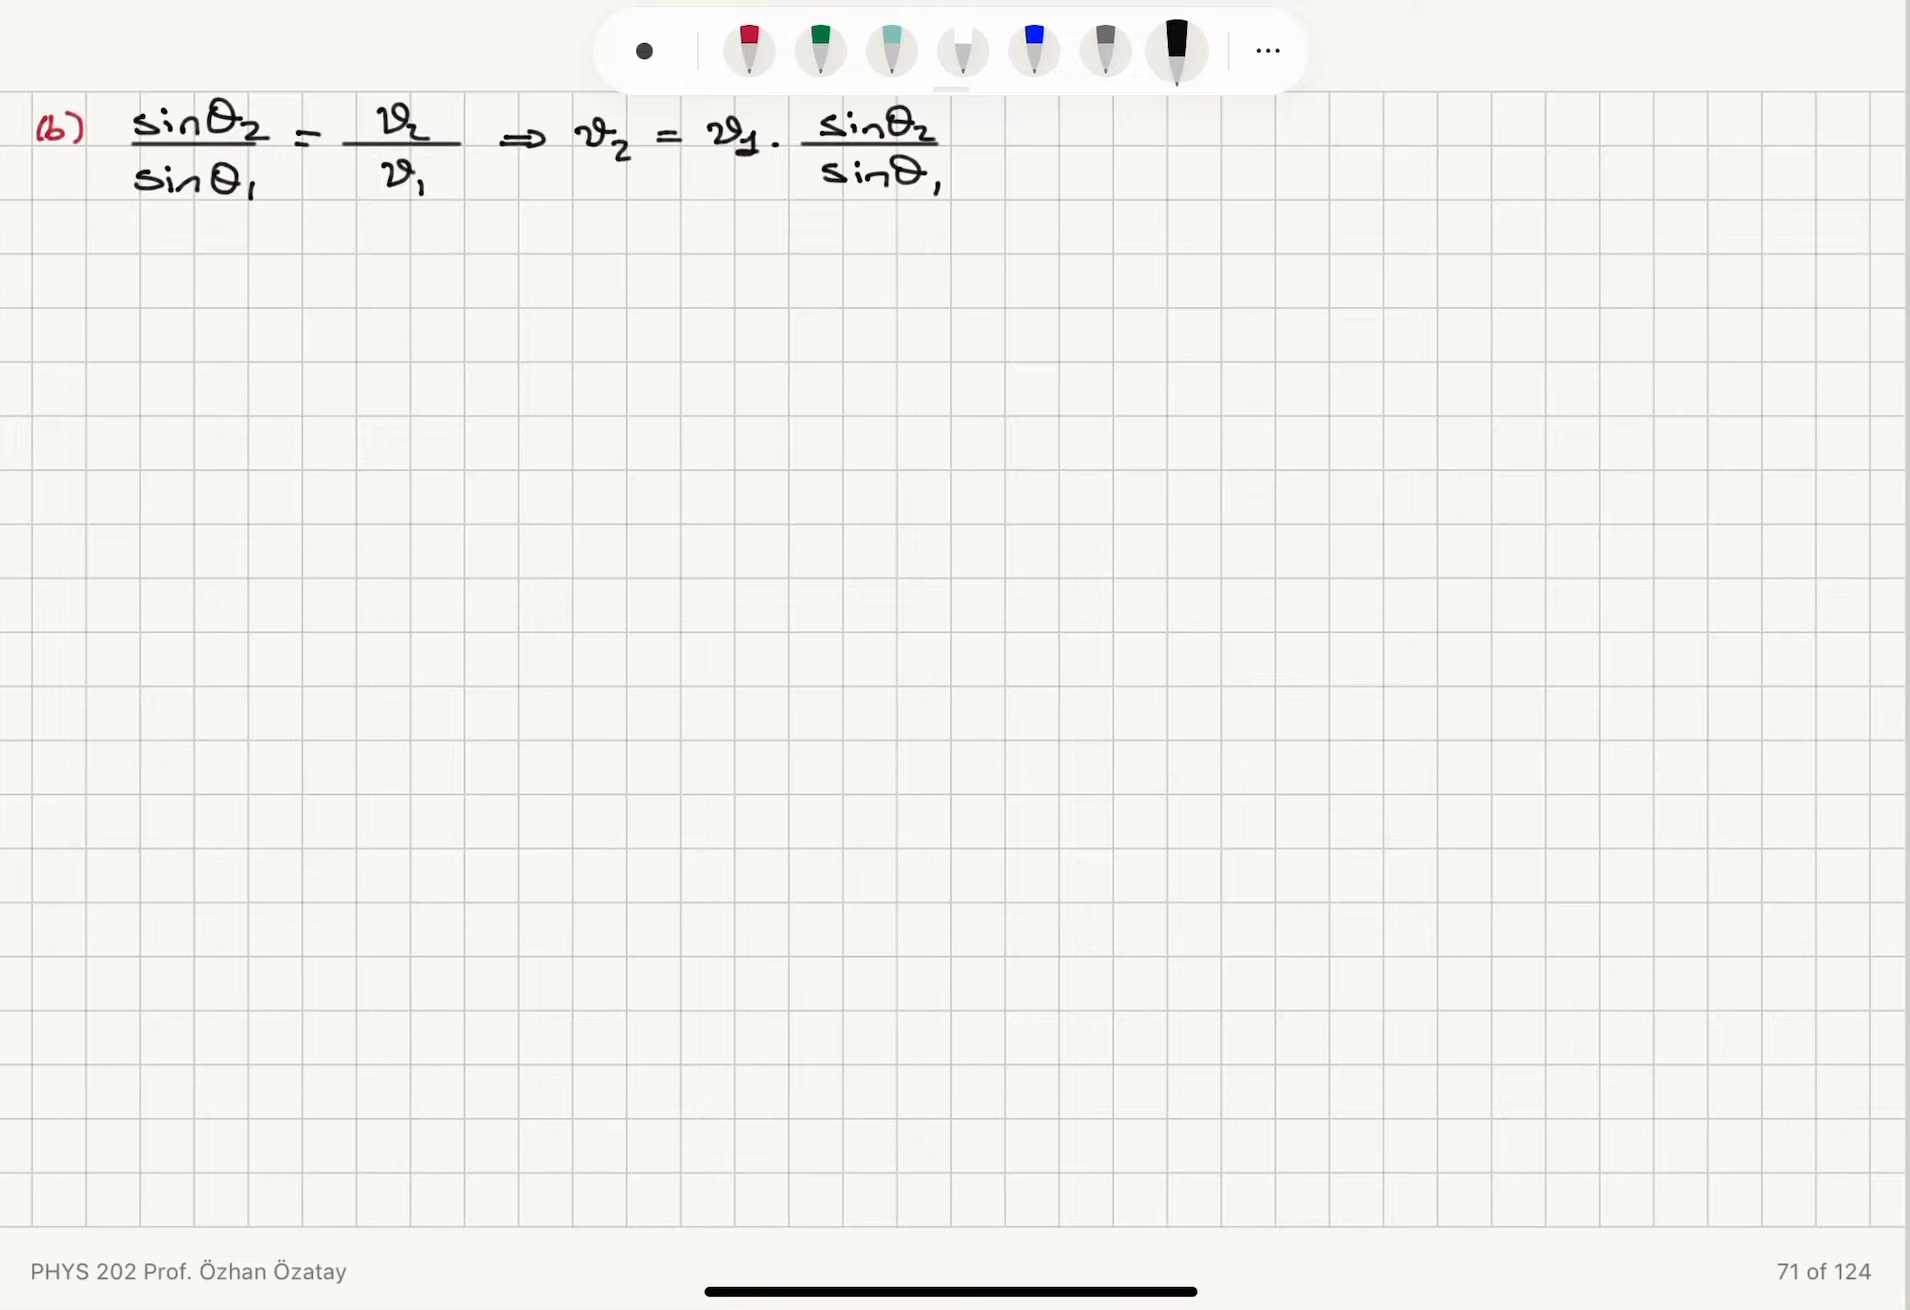 (b) sinθ₂/sinθ₁ = v₂/v₁ ⇒ v₂ = v₁ · sinθ₂/sinθ₁
PHYS 202 Prof. Özhan Özatay
71 of 124